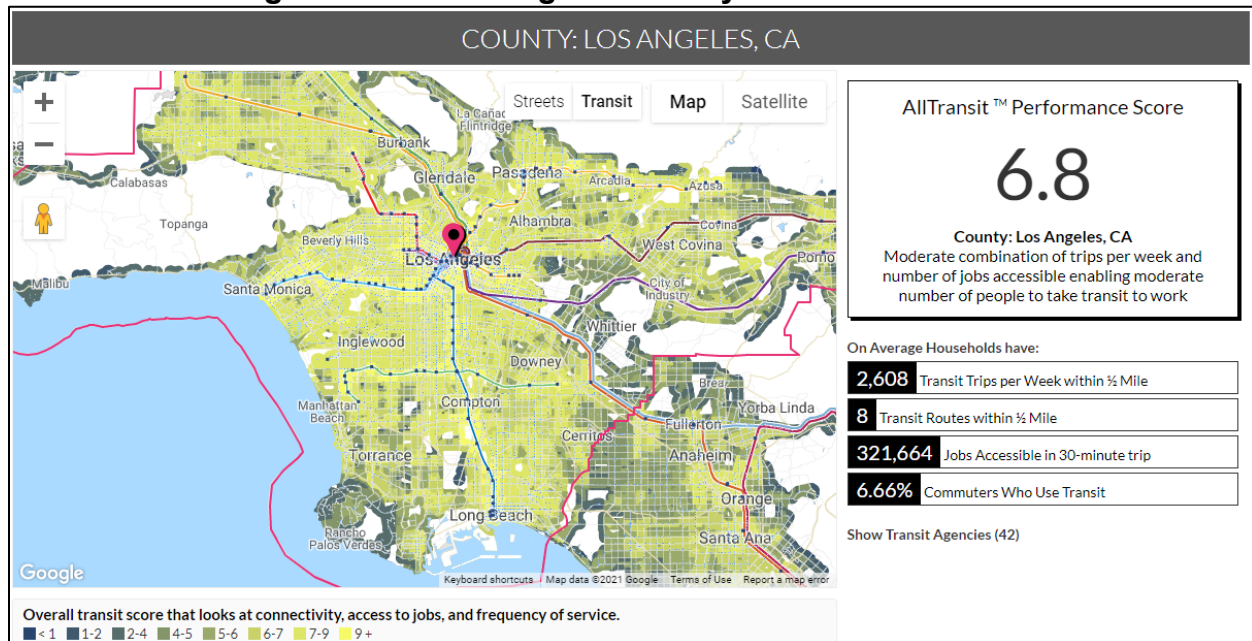 COUNTY: LOS ANGELES, CA
+
−
Streets Transit Map Satellite
La Cañad
Flintridge
Burbank
Glendale
Pasadena
Arcadia
Azusa
Calabasas
Topanga
Beverly Hills
Alhambra
Covina
West Covina
Los Angeles
Pomo
Malibu
Santa Monica
City of
Industry
Whittier
Inglewood
Downey
Brea
Manhattan
Beach
Compton
Yorba Linda
Fullerton
Cerritos
Torrance
Anaheim
Orange
Long Beach
Rancho
Palos Verdes
Santa Ana
Google
Keyboard shortcuts Map data ©2021 Google Terms of Use Report a map error
Overall transit score that looks at connectivity, access to jobs, and frequency of service.
< 1 1-2 2-4 4-5 5-6 6-7 7-9 9 +
AllTransit ™ Performance Score
6.8
County: Los Angeles, CA
Moderate combination of trips per week and
number of jobs accessible enabling moderate
number of people to take transit to work
On Average Households have:
2,608 Transit Trips per Week within ½ Mile
8 Transit Routes within ½ Mile
321,664 Jobs Accessible in 30-minute trip
6.66% Commuters Who Use Transit
Show Transit Agencies (42)